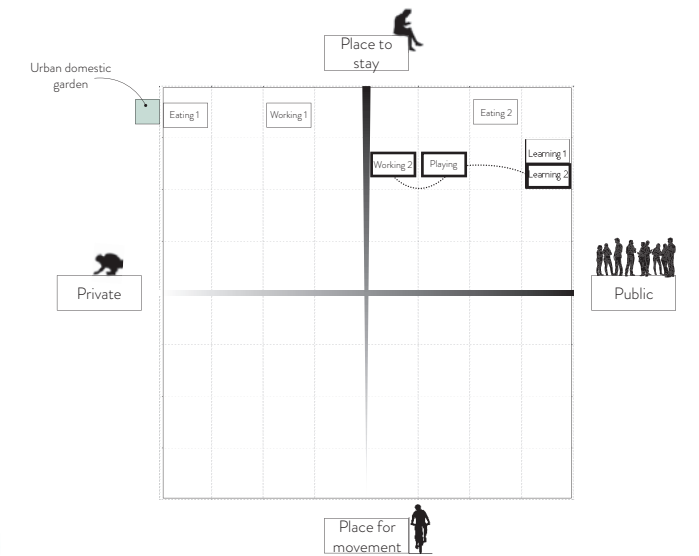 Place to
stay
Urban domestic
garden
Eating 1
Working 1
Eating 2
Learning 1
Working 2
Playing
Learning 2
Private
Public
Place for
movement